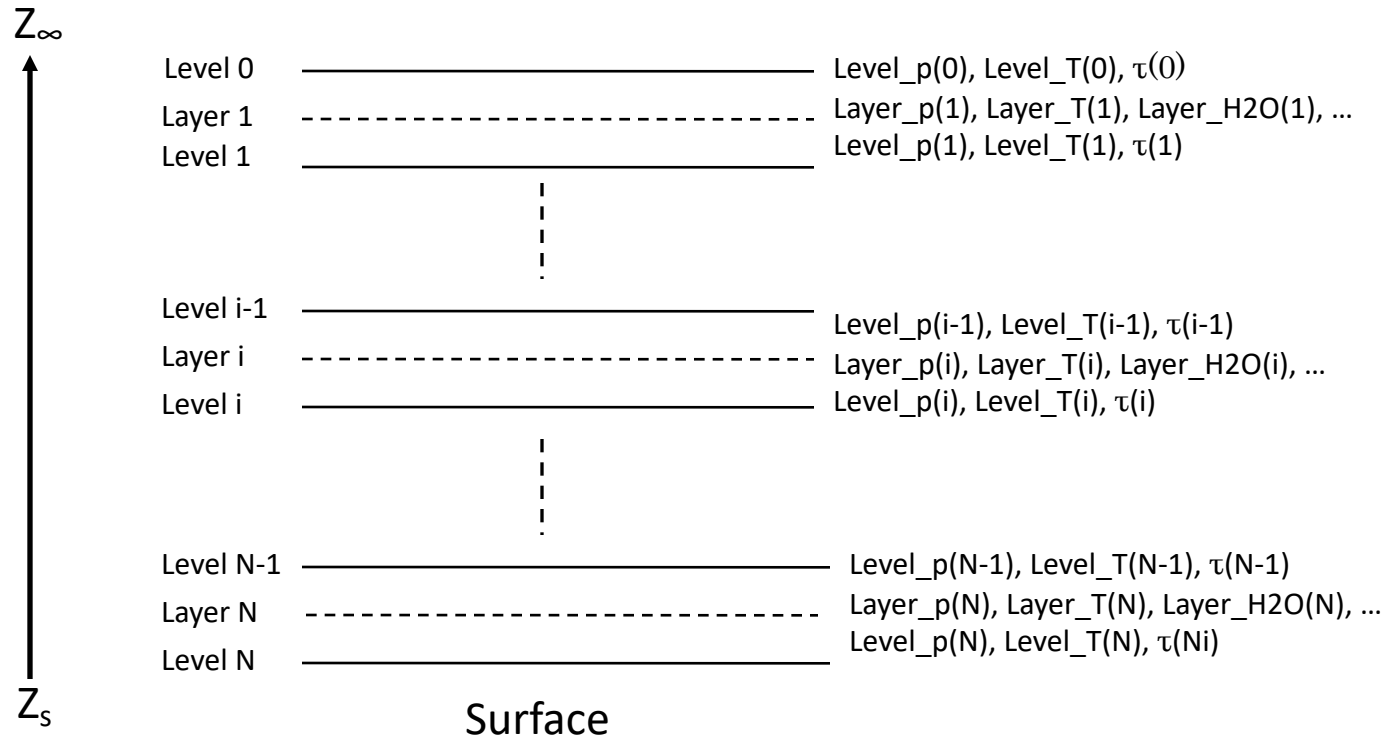 Z∞
Level 0 Level_p(0), Level_T(0), τ(0)
Layer 1 Layer_p(1), Layer_T(1), Layer_H2O(1), ...
Level 1 Level_p(1), Level_T(1), τ(1)
Level i-1 Level_p(i-1), Level_T(i-1), τ(i-1)
Layer i Layer_p(i), Layer_T(i), Layer_H2O(i), ...
Level i Level_p(i), Level_T(i), τ(i)
Level N-1 Level_p(N-1), Level_T(N-1), τ(N-1)
Layer N Layer_p(N), Layer_T(N), Layer_H2O(N), ...
Level N Level_p(N), Level_T(N), τ(Ni)
Zs Surface